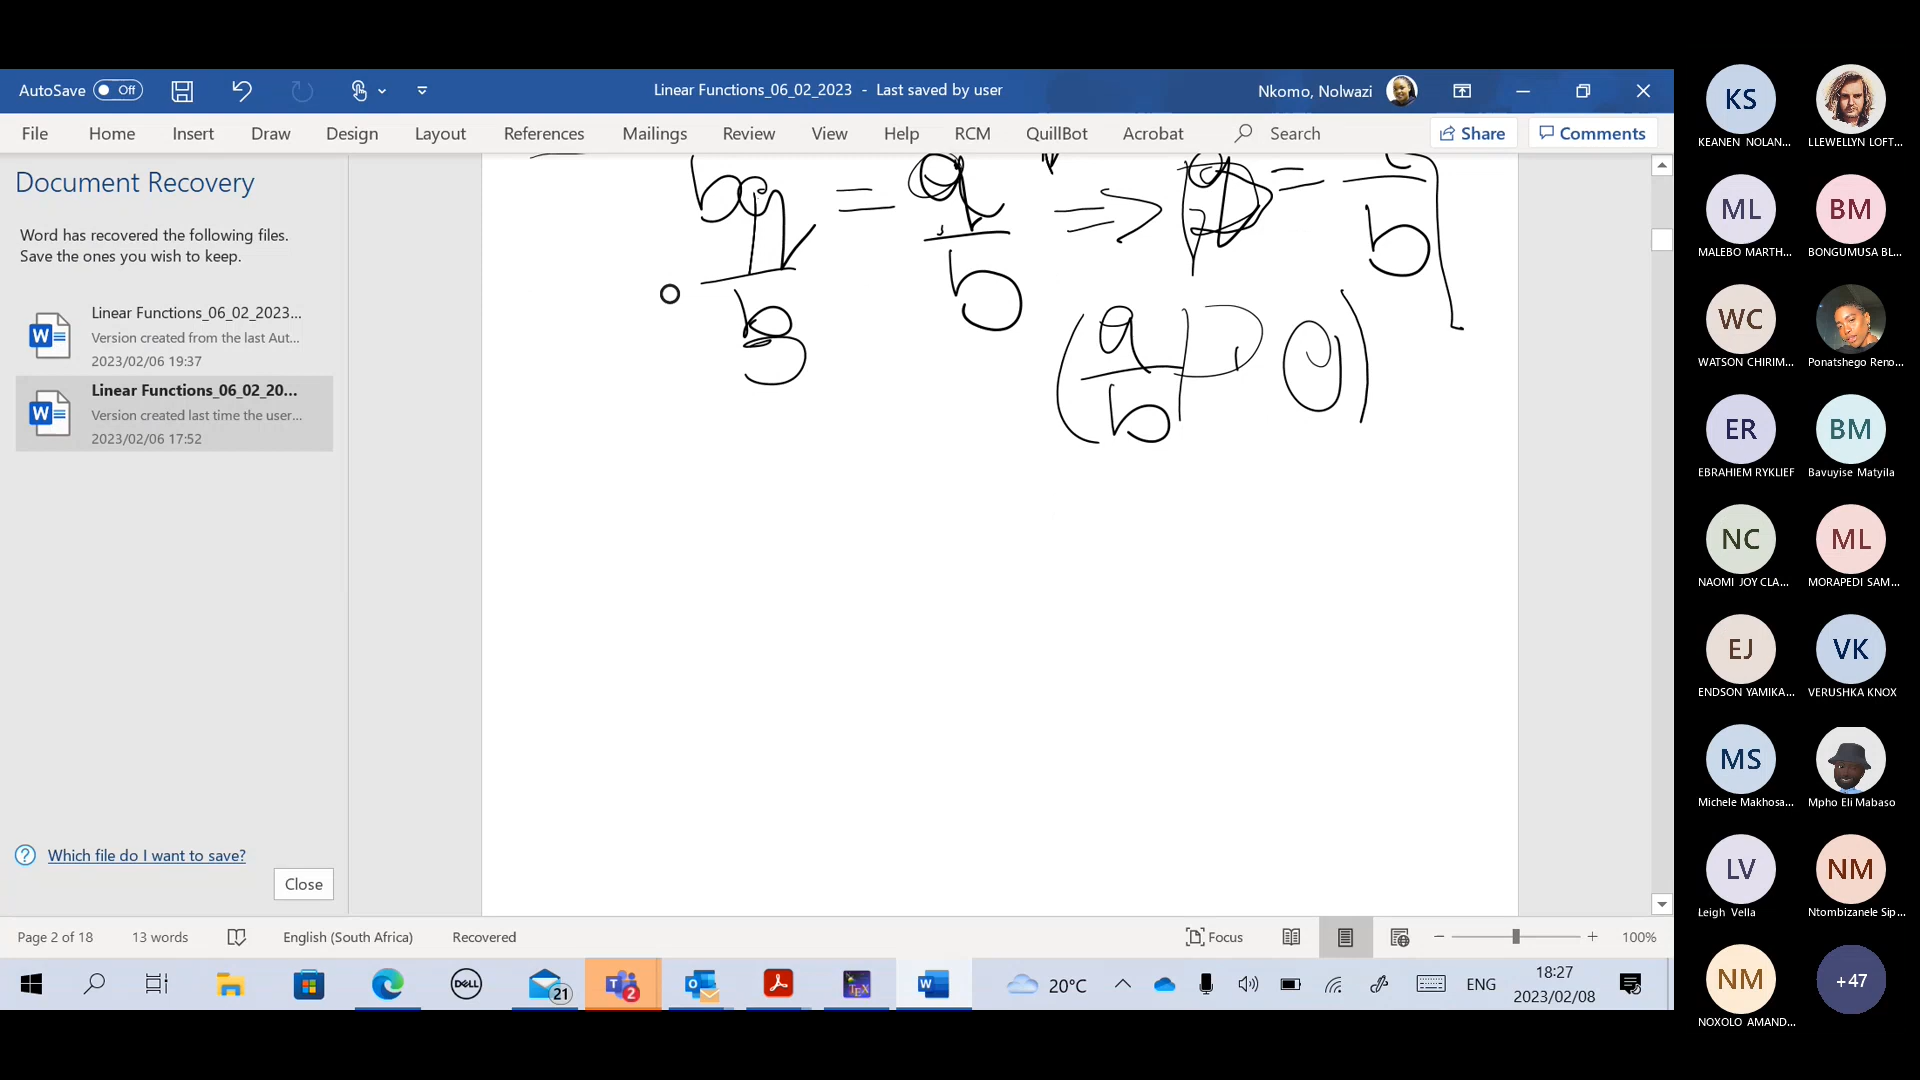 AutoSave Off
Linear Functions_06_02_2023 - Last saved by user
Nkomo, Nolwazi
File Home Insert Draw Design Layout References Mailings Review View Help RCM QuillBot Acrobat Search Share Comments
Document Recovery
Word has recovered the following files.
Save the ones you wish to keep.
Linear Functions_06_02_2023...
Version created from the last Aut...
2023/02/06 19:37
Linear Functions_06_02_20...
Version created last time the user...
2023/02/06 17:52
Which file do I want to save?
Close
=
b
b
b
Page 2 of 18 13 words English (South Africa) Recovered Focus 100%
DELL 21 T 2 TEX 20°C ENG
18:27
2023/02/08
KS
KEANEN NOLAN...
LLEWELLYN LOFT...
ML
MALEBO MARTH...
BM
BONGUMUSA BL...
WC
WATSON CHIRIM...
Ponatshego Reno...
ER
EBRAHIEM RYKLIEF
BM
Bavuyise Matyila
NC
NAOMI JOY CLA...
ML
MORAPEDI SAM...
EJ
ENDSON YAMIKA...
VK
VERUSHKA KNOX
MS
Michele Makhosa...
Mpho Eli Mabaso
LV
Leigh Vella
NM
Ntombizanele Sip...
NM
NOXOLO AMAND...
+47